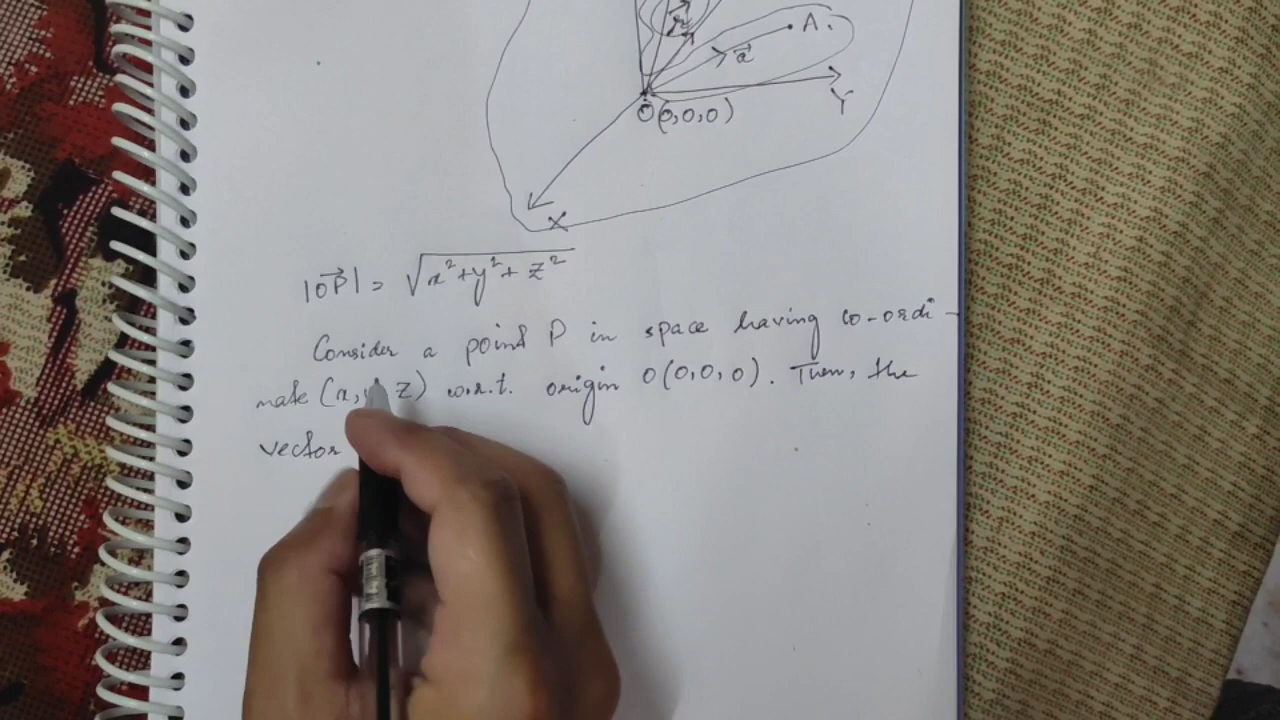 A.
a⃗
Y
O(0,0,0)
X
|OP⃗| = √x²+y²+z²
Consider a point P in space having co-ordi-
nate (x, y, z) w.r.t. origin O(0,0,0). Then, the
vector